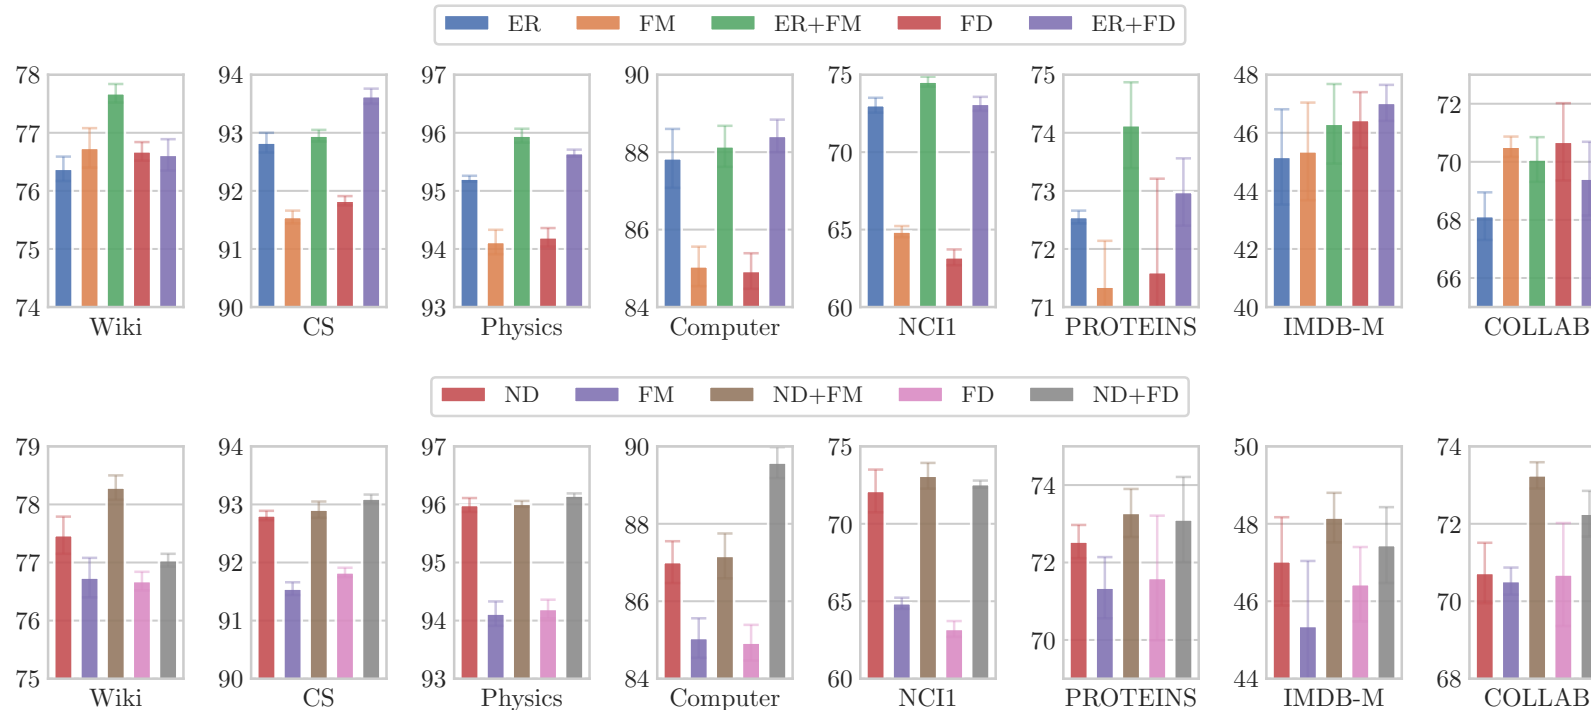 ER FM ER+FM FD ER+FD
78 77 76 75 74 Wiki
94 93 92 91 90 CS
97 96 95 94 93 Physics
90 88 86 84 Computer
75 70 65 60 NCI1
75 74 73 72 71 PROTEINS
48 46 44 42 40 IMDB-M
72 70 68 66 COLLAB
ND FM ND+FM FD ND+FD
79 78 77 76 75 Wiki
94 93 92 91 90 CS
97 96 95 94 93 Physics
90 88 86 84 Computer
75 70 65 60 NCI1
74 72 70 PROTEINS
50 48 46 44 IMDB-M
74 72 70 68 COLLAB